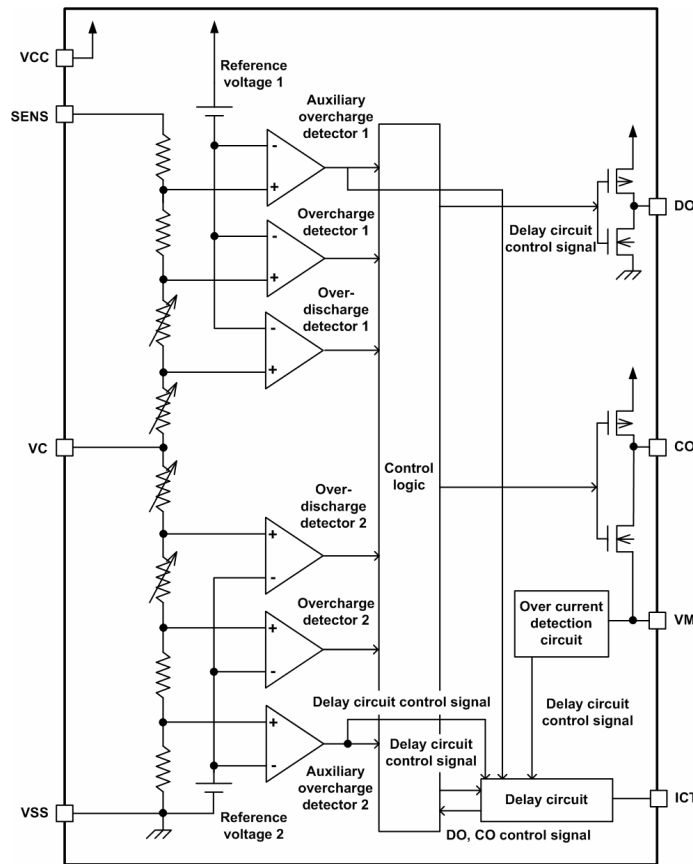 VCC
Reference
voltage 1
SENS
Auxiliary
overcharge
detector 1
-
+
DO
Delay circuit
control signal
Overcharge
detector 1
-
+
Over-
discharge
detector 1
-
+
VC
CO
Control
logic
Over-
discharge
detector 2
+
-
Over current
detection
circuit
VM
Overcharge
detector 2
+
-
Delay circuit control signal
Delay circuit
control signal
+
-
Delay circuit
control signal
Auxiliary
overcharge
detector 2
VSS
Reference
voltage 2
Delay circuit
ICT
DO, CO control signal